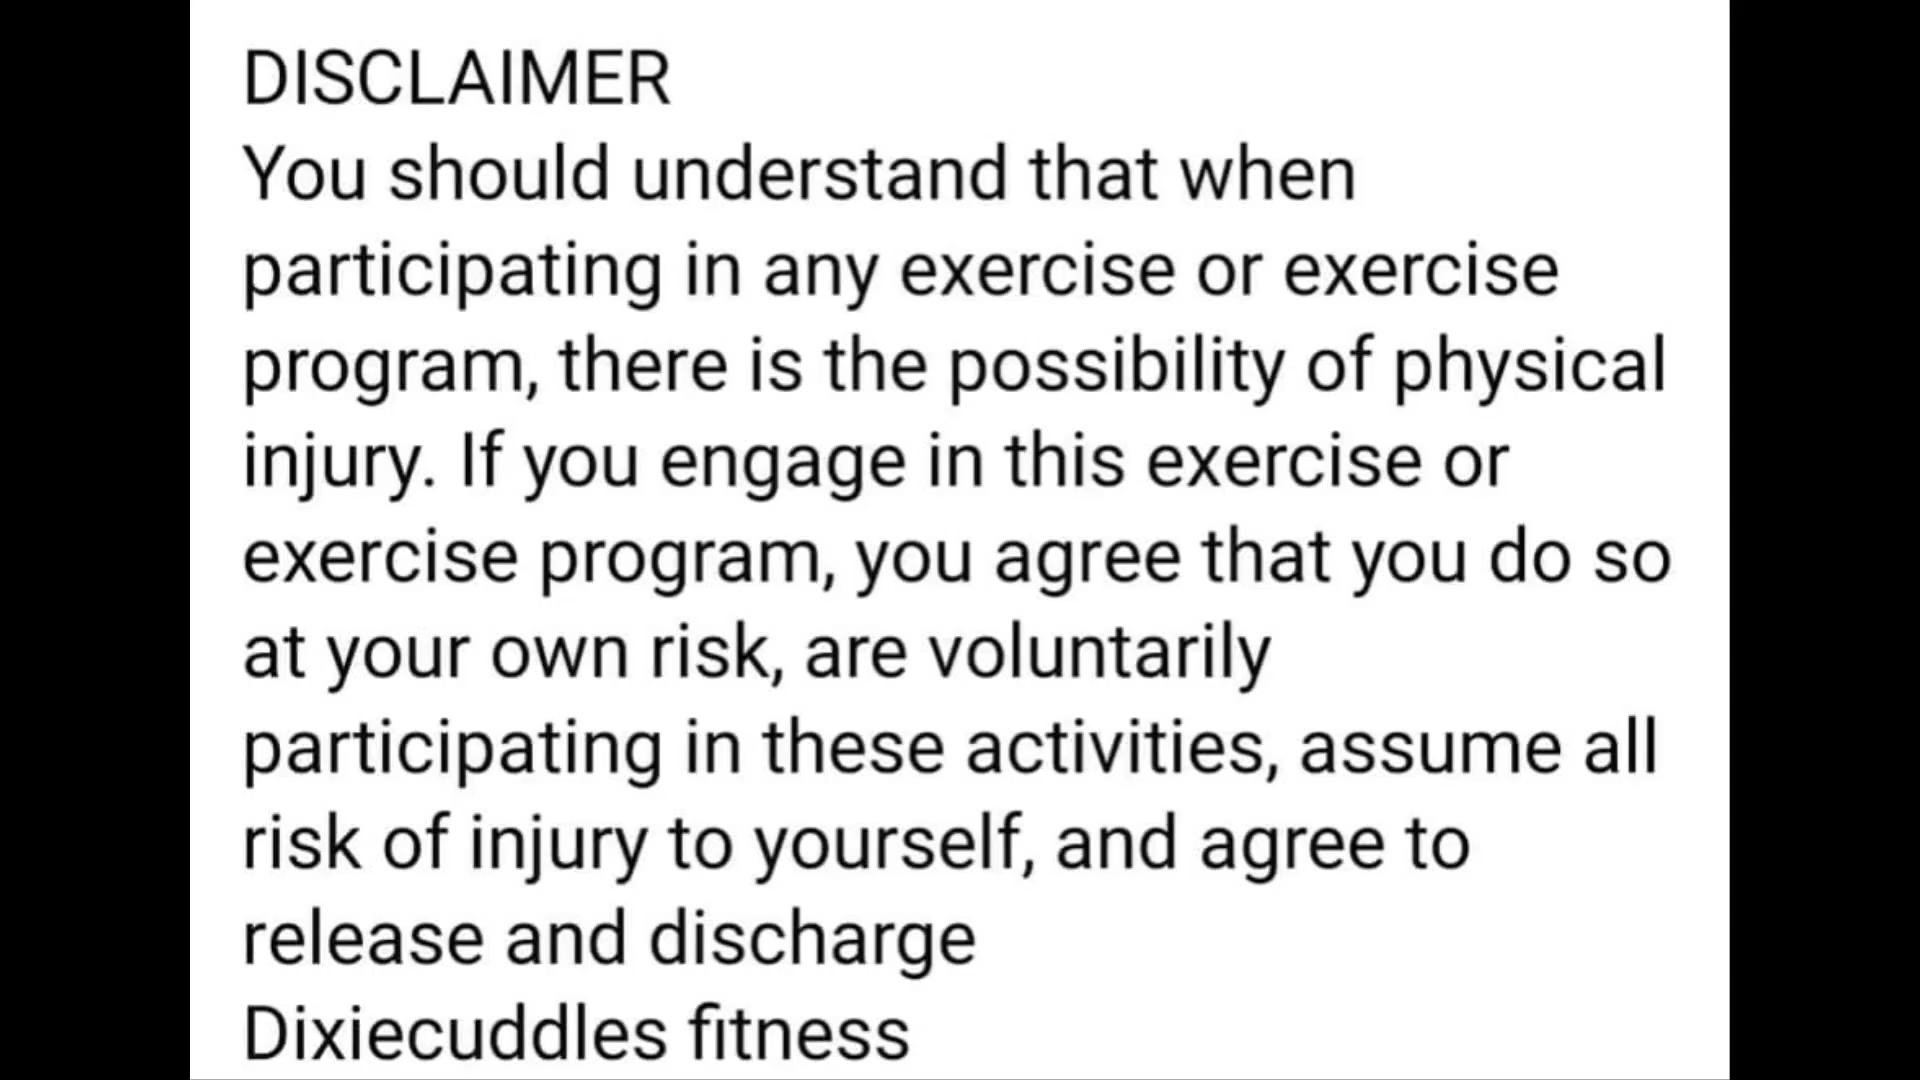 DISCLAIMER
You should understand that when
participating in any exercise or exercise
program, there is the possibility of physical
injury. If you engage in this exercise or
exercise program, you agree that you do so
at your own risk, are voluntarily
participating in these activities, assume all
risk of injury to yourself, and agree to
release and discharge
Dixiecuddles fitness